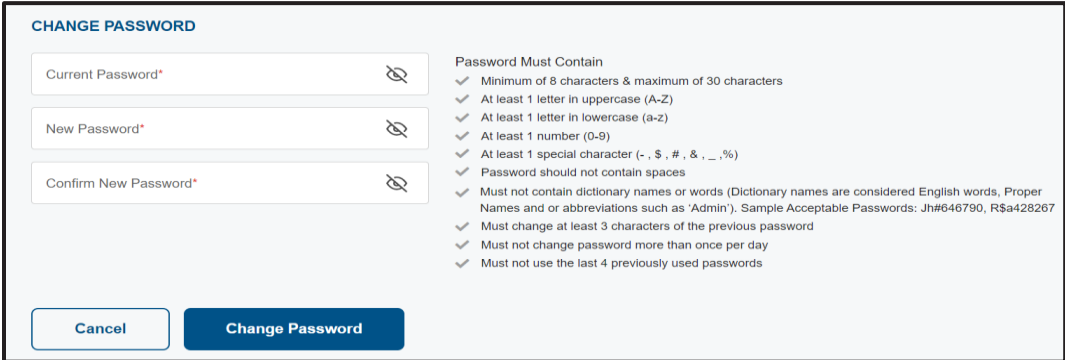 CHANGE PASSWORD
Current Password*
New Password*
Confirm New Password*
Password Must Contain
Minimum of 8 characters & maximum of 30 characters
At least 1 letter in uppercase (A-Z)
At least 1 letter in lowercase (a-z)
At least 1 number (0-9)
At least 1 special character (- , $ , # , & , _ ,%)
Password should not contain spaces
Must not contain dictionary names or words (Dictionary names are considered English words, Proper
Names and or abbreviations such as ‘Admin’). Sample Acceptable Passwords: Jh#646790, R$a428267
Must change at least 3 characters of the previous password
Must not change password more than once per day
Must not use the last 4 previously used passwords
Cancel
Change Password